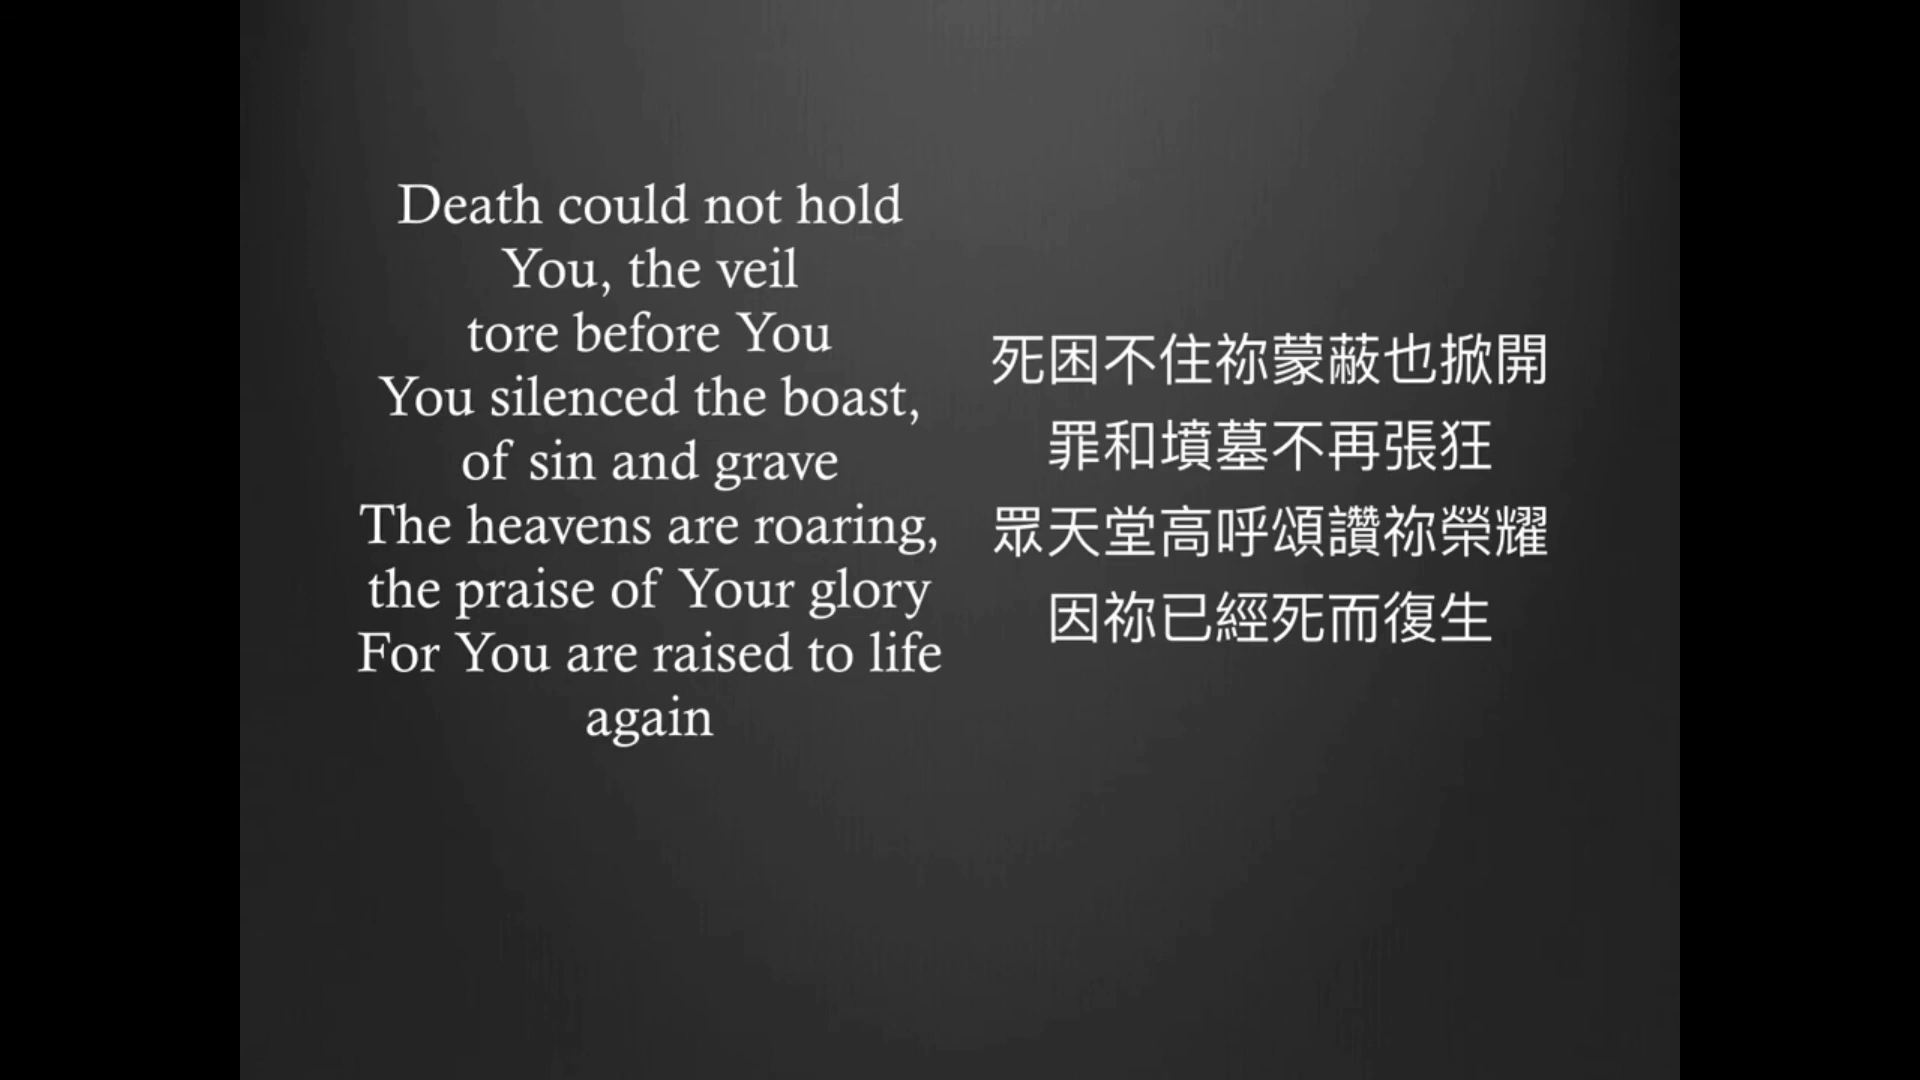 Death could not hold
You, the veil
tore before You
You silenced the boast,
of sin and grave
The heavens are roaring,
the praise of Your glory
For You are raised to life
again
死困不住祢蒙蔽也掀開
罪和墳墓不再張狂
眾天堂高呼頌讚祢榮耀
因祢已經死而復生